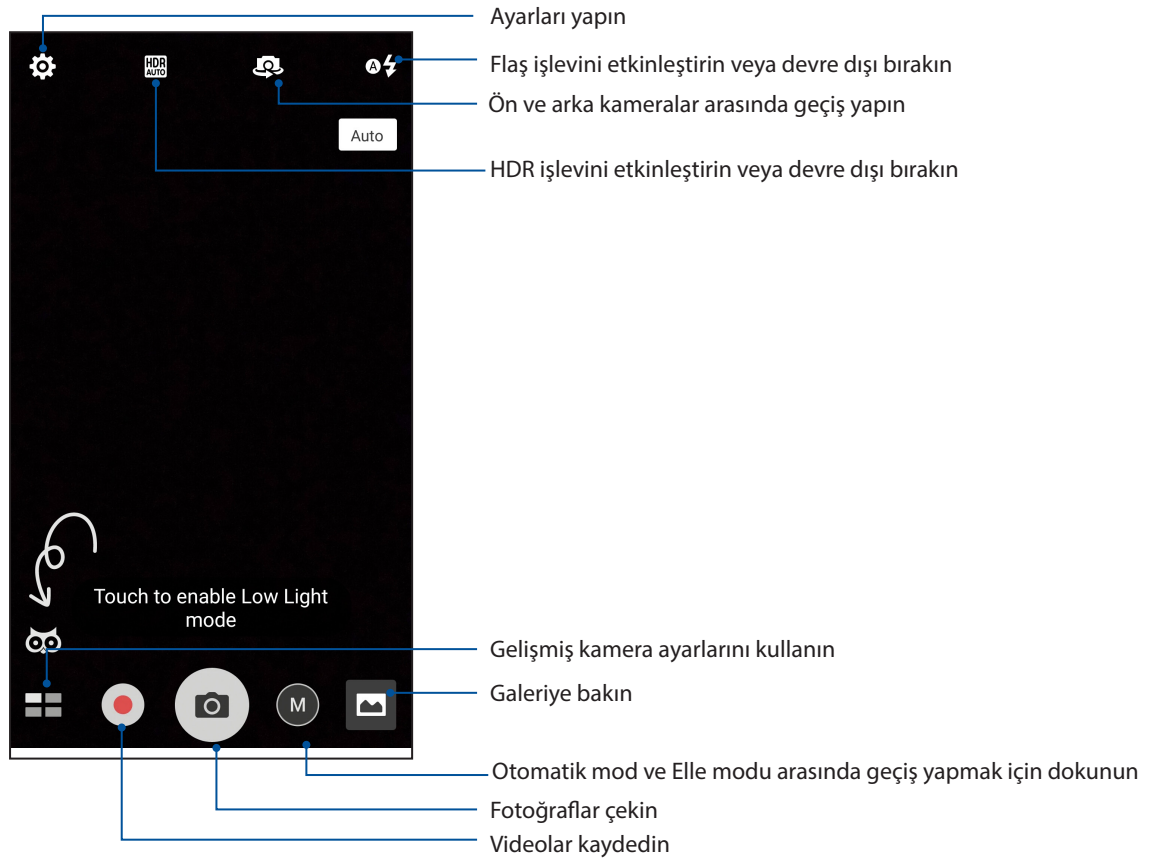 Ayarları yapın
HDR
AUTO
A
Flaş işlevini etkinleştirin veya devre dışı bırakın
Ön ve arka kameralar arasında geçiş yapın
Auto
HDR işlevini etkinleştirin veya devre dışı bırakın
Touch to enable Low Light
mode
Gelişmiş kamera ayarlarını kullanın
M
Galeriye bakın
Otomatik mod ve Elle modu arasında geçiş yapmak için dokunun
Fotoğraflar çekin
Videolar kaydedin